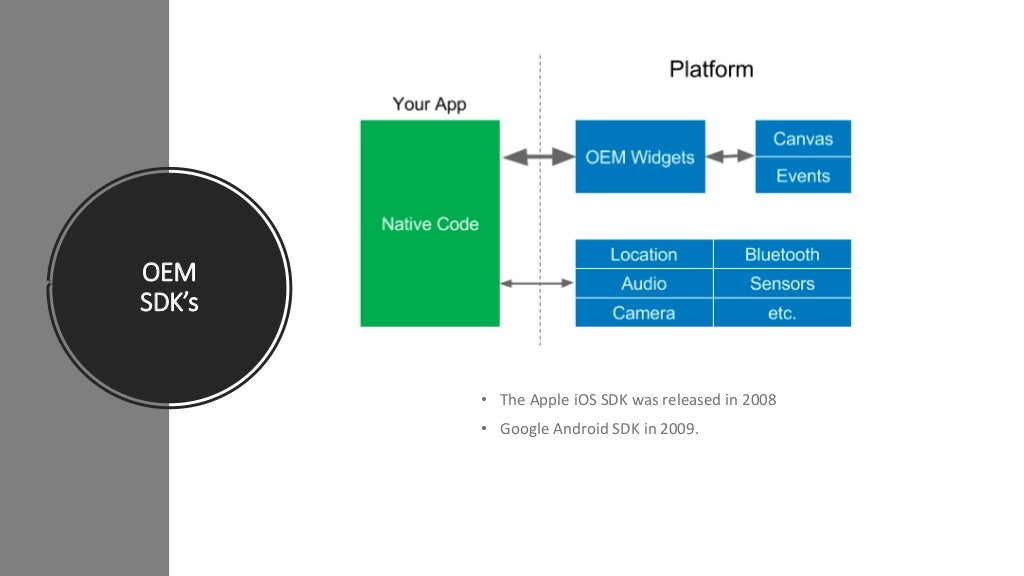 OEM
SDK’s
Platform
Your App
Native Code
OEM Widgets
Canvas
Events
Location
Bluetooth
Audio
Sensors
Camera
etc.
• The Apple iOS SDK was released in 2008
• Google Android SDK in 2009.